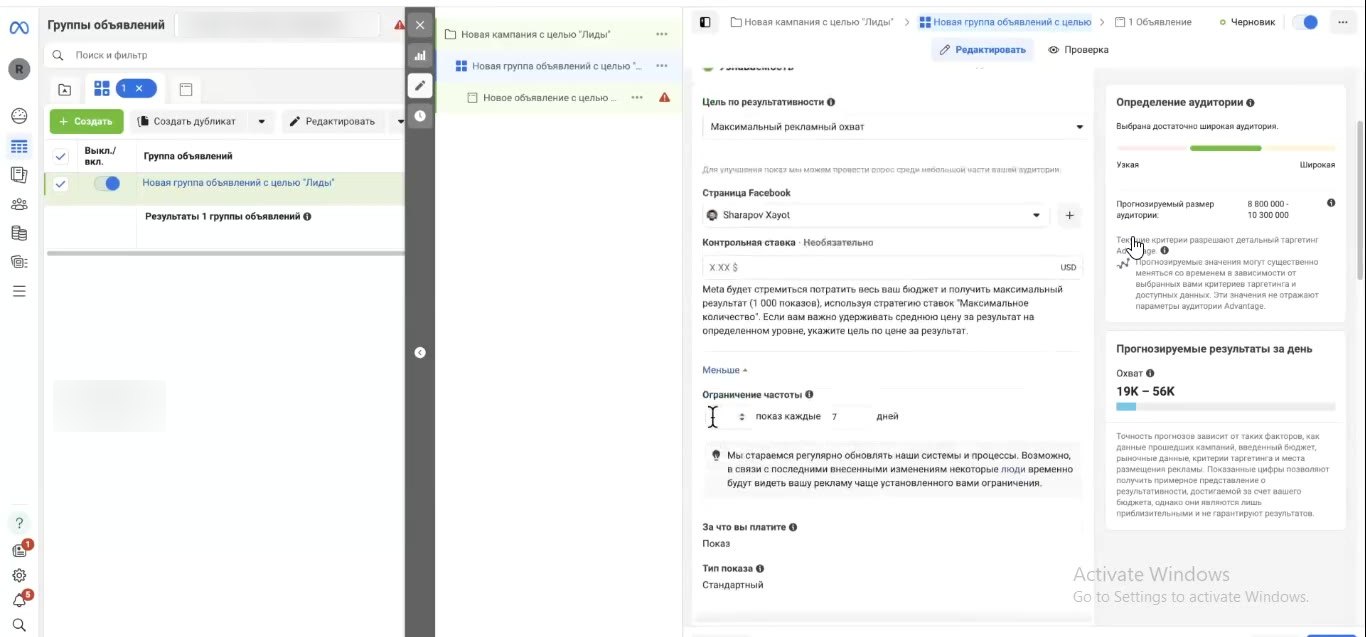 Группы объявлений
Поиск и фильтр
1
Создать
Создать дубликат
Редактировать
Выкл./
вкл.
Группа объявлений
Новая группа объявлений с целью "Лиды"
Результаты 1 группы объявлений
R
?
1
5
Новая кампания с целью "Лиды"
Новая группа объявлений с целью "...
Новое объявление с целью ...
Новая кампания с целью "Лиды"
Новая группа объявлений с целью
1 Объявление
Черновик
Редактировать
Проверка
Узнаваемость
Цель по результативности
Максимальный рекламный охват
Для улучшения показ мы можем провести опрос среди небольшой части вашей аудитории.
Страница Facebook
Sharapov Xayot
Контрольная ставка · Необязательно
X.XX $
USD
Meta будет стремиться потратить весь ваш бюджет и получить максимальный
результат (1 000 показов), используя стратегию ставок "Максимальное
количество". Если вам важно удерживать среднюю цену за результат на
определенном уровне, укажите цель по цене за результат.
Меньше
Ограничение частоты
показ каждые 7 дней
Мы стараемся регулярно обновлять наши системы и процессы. Возможно,
в связи с последними внесенными изменениям некоторые люди временно
будут видеть вашу рекламу чаще установленного вами ограничения.
За что вы платите
Показ
Тип показа
Стандартный
Определение аудитории
Выбрана достаточно широкая аудитория.
Узкая
Широкая
Прогнозируемый размер
аудитории:
8 800 000 -
10 300 000
критерии разрешают детальный таргетинг
Прогнозируемые значения могут существенно
меняться со временем в зависимости от
выбранных вами критериев таргетинга и
доступных данных. Эти значения не отражают
параметры аудитории Advantage.
Прогнозируемые результаты за день
Охват
19K – 56K
Точность прогнозов зависит от таких факторов, как
данные прошедших кампаний, введенный бюджет,
рыночные данные, критерии таргетинга и места
размещения рекламы. Показанные цифры позволяют
получить примерное представление о
результативности, достигаемой за счет вашего
бюджета, однако они являются лишь
приблизительными и не гарантируют результатов.
Activate Windows
Go to Settings to activate Windows.